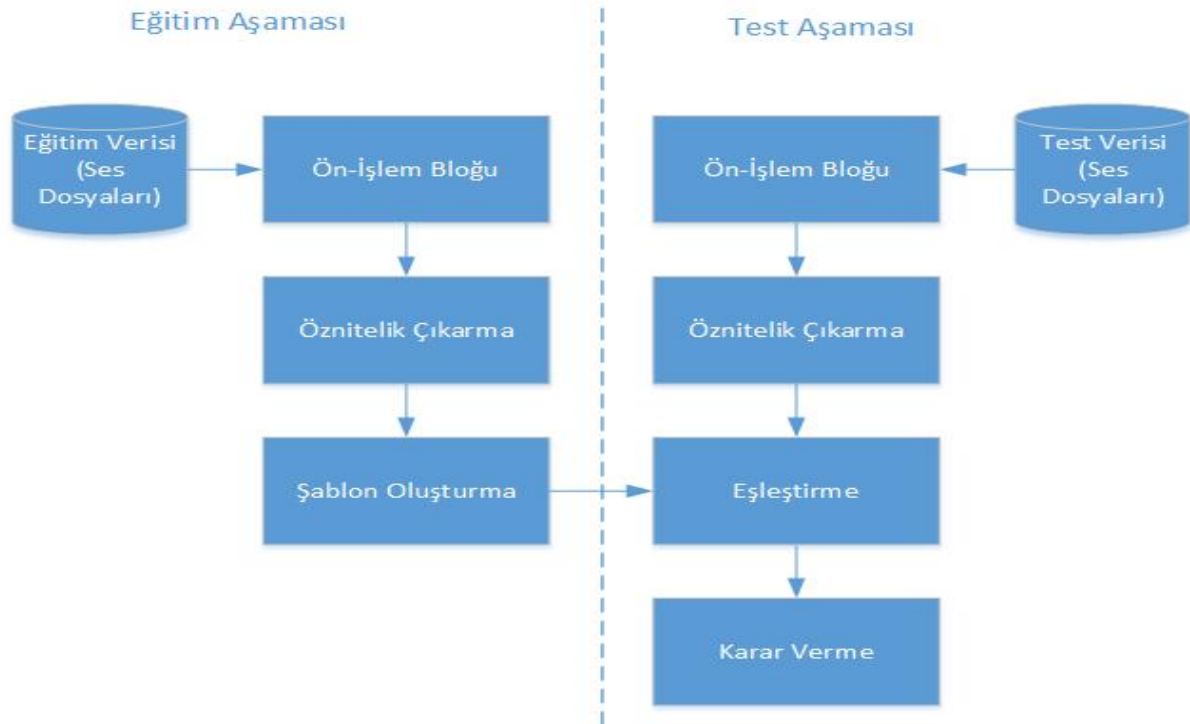 Eğitim Aşaması
Test Aşaması
Eğitim Verisi
(Ses
Dosyaları)
Ön-İşlem Bloğu
Ön-İşlem Bloğu
Test Verisi
(Ses
Dosyaları)
Öznitelik Çıkarma
Öznitelik Çıkarma
Şablon Oluşturma
Eşleştirme
Karar Verme